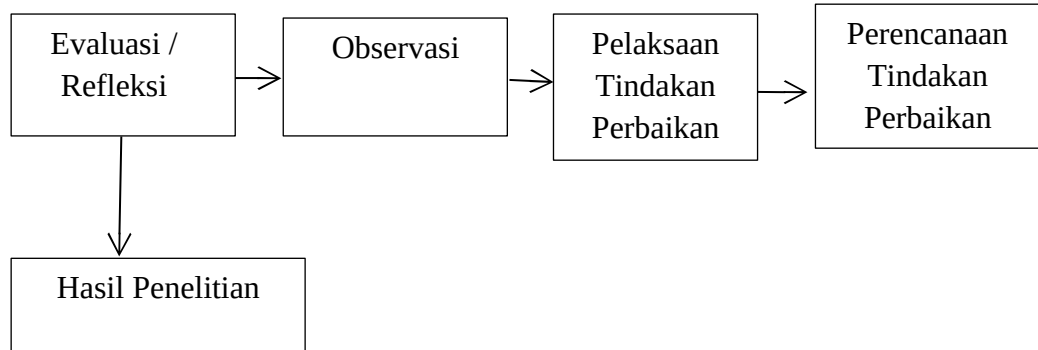 Evaluasi /
Refleksi
Observasi
Pelaksaan
Tindakan
Perbaikan
Perencanaan
Tindakan
Perbaikan
Hasil Penelitian